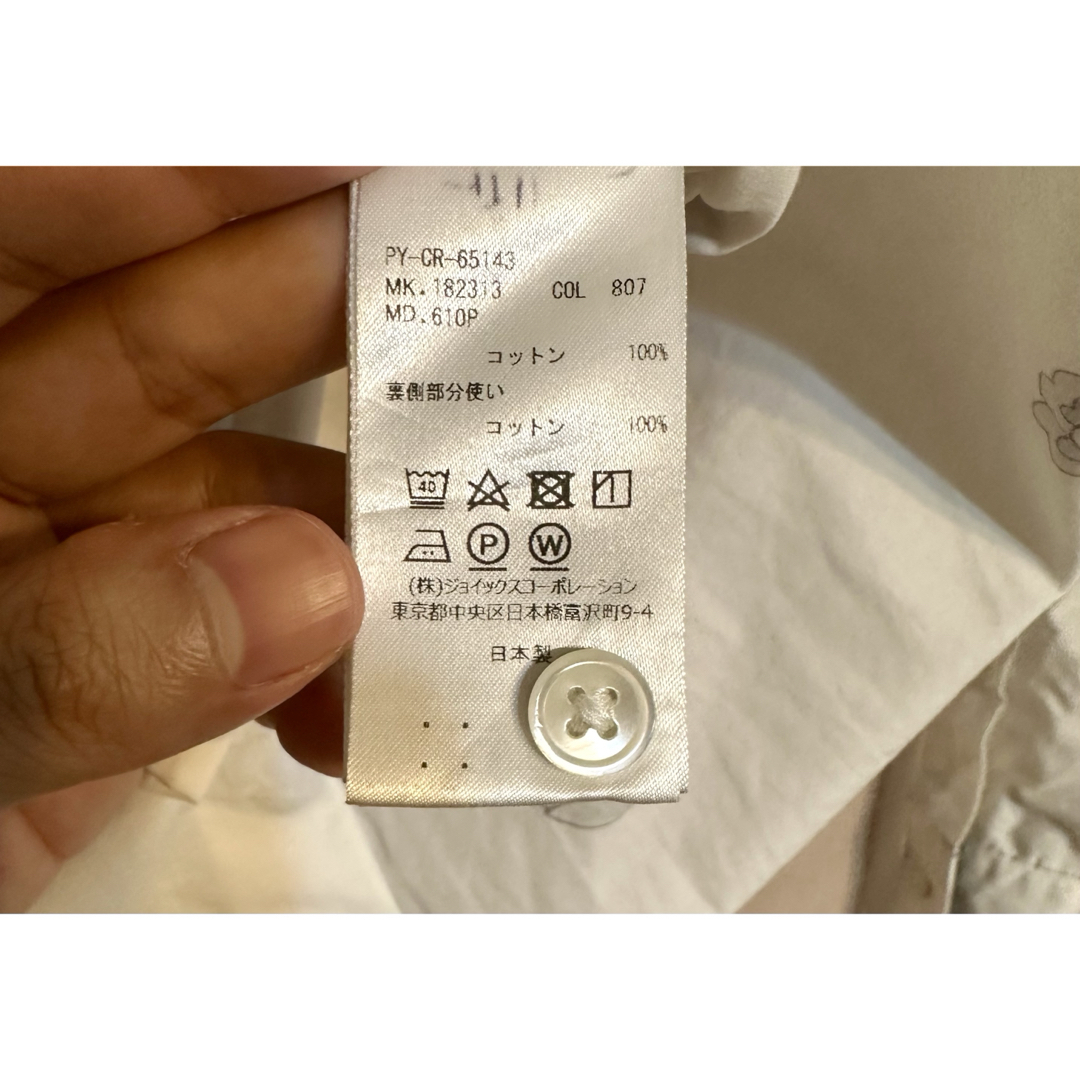 PY-CR-65143
MK.182313 COL 807
MD.610P
コットン 100%
裏側部分使い
コットン 100%
40
P W
(株)ジョイックスコーポレーション
東京都中央区日本橋富沢町9-4
日本製